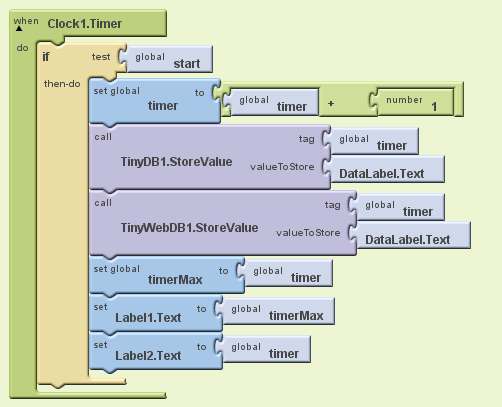 when Clock1.Timer
do
if test global start
then-do
set global timer to global timer + number 1
call TinyDB1.StoreValue tag global timer
valueToStore DataLabel.Text
call TinyWebDB1.StoreValue tag global timer
valueToStore DataLabel.Text
set global timerMax to global timer
set Label1.Text to global timerMax
set Label2.Text to global timer